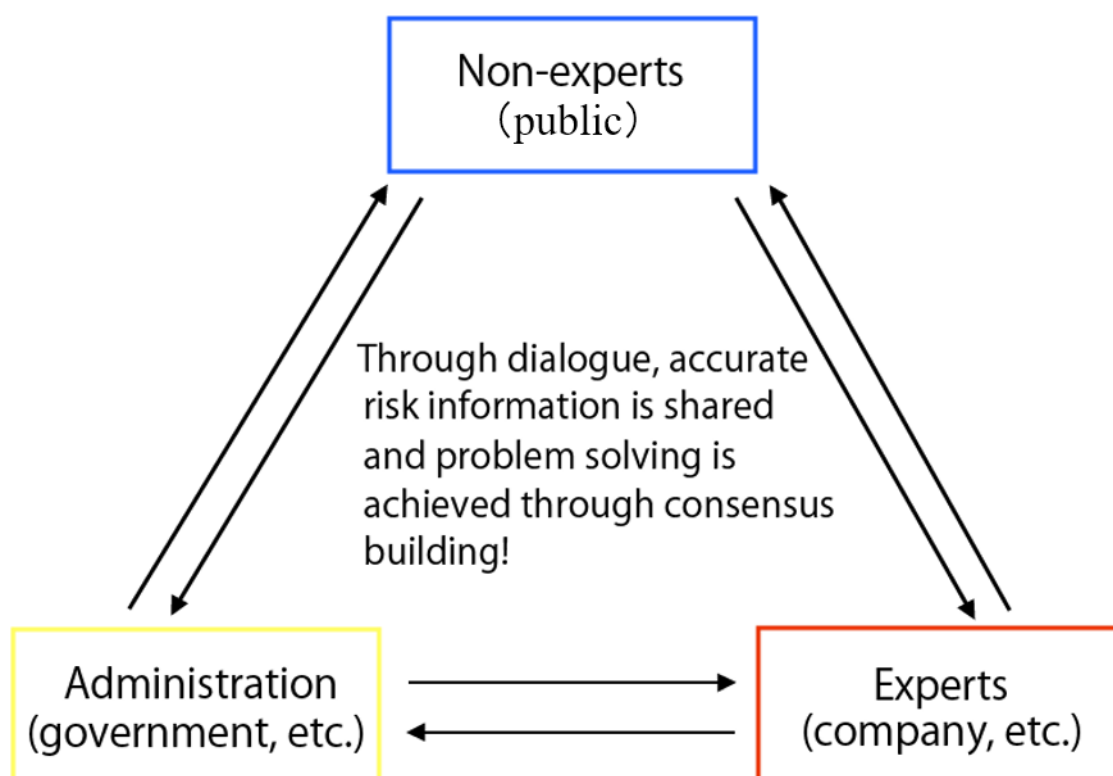 Non-experts
（public）
Through dialogue, accurate
risk information is shared
and problem solving is
achieved through consensus
building!
Administration
(government, etc.)
Experts
(company, etc.)